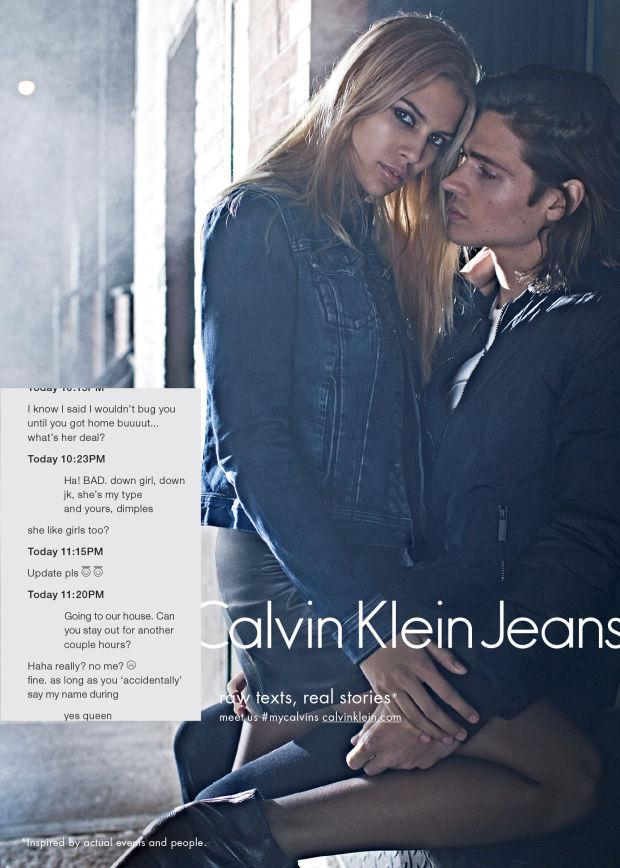 Today 10:15PM
I know I said I wouldn't bug you
until you got home buuuut...
what's her deal?
Today 10:23PM
Ha! BAD. down girl, down
jk, she's my type
and yours, dimples
she like girls too?
Today 11:15PM
Update pls
Today 11:20PM
Going to our house. Can
you stay out for another
couple hours?
Haha really? no me?
fine. as long as you 'accidentally'
say my name during
yes queen
Calvin Klein Jeans
raw texts, real stories*
meet us #mycalvins calvinklein.com
*Inspired by actual events and people.